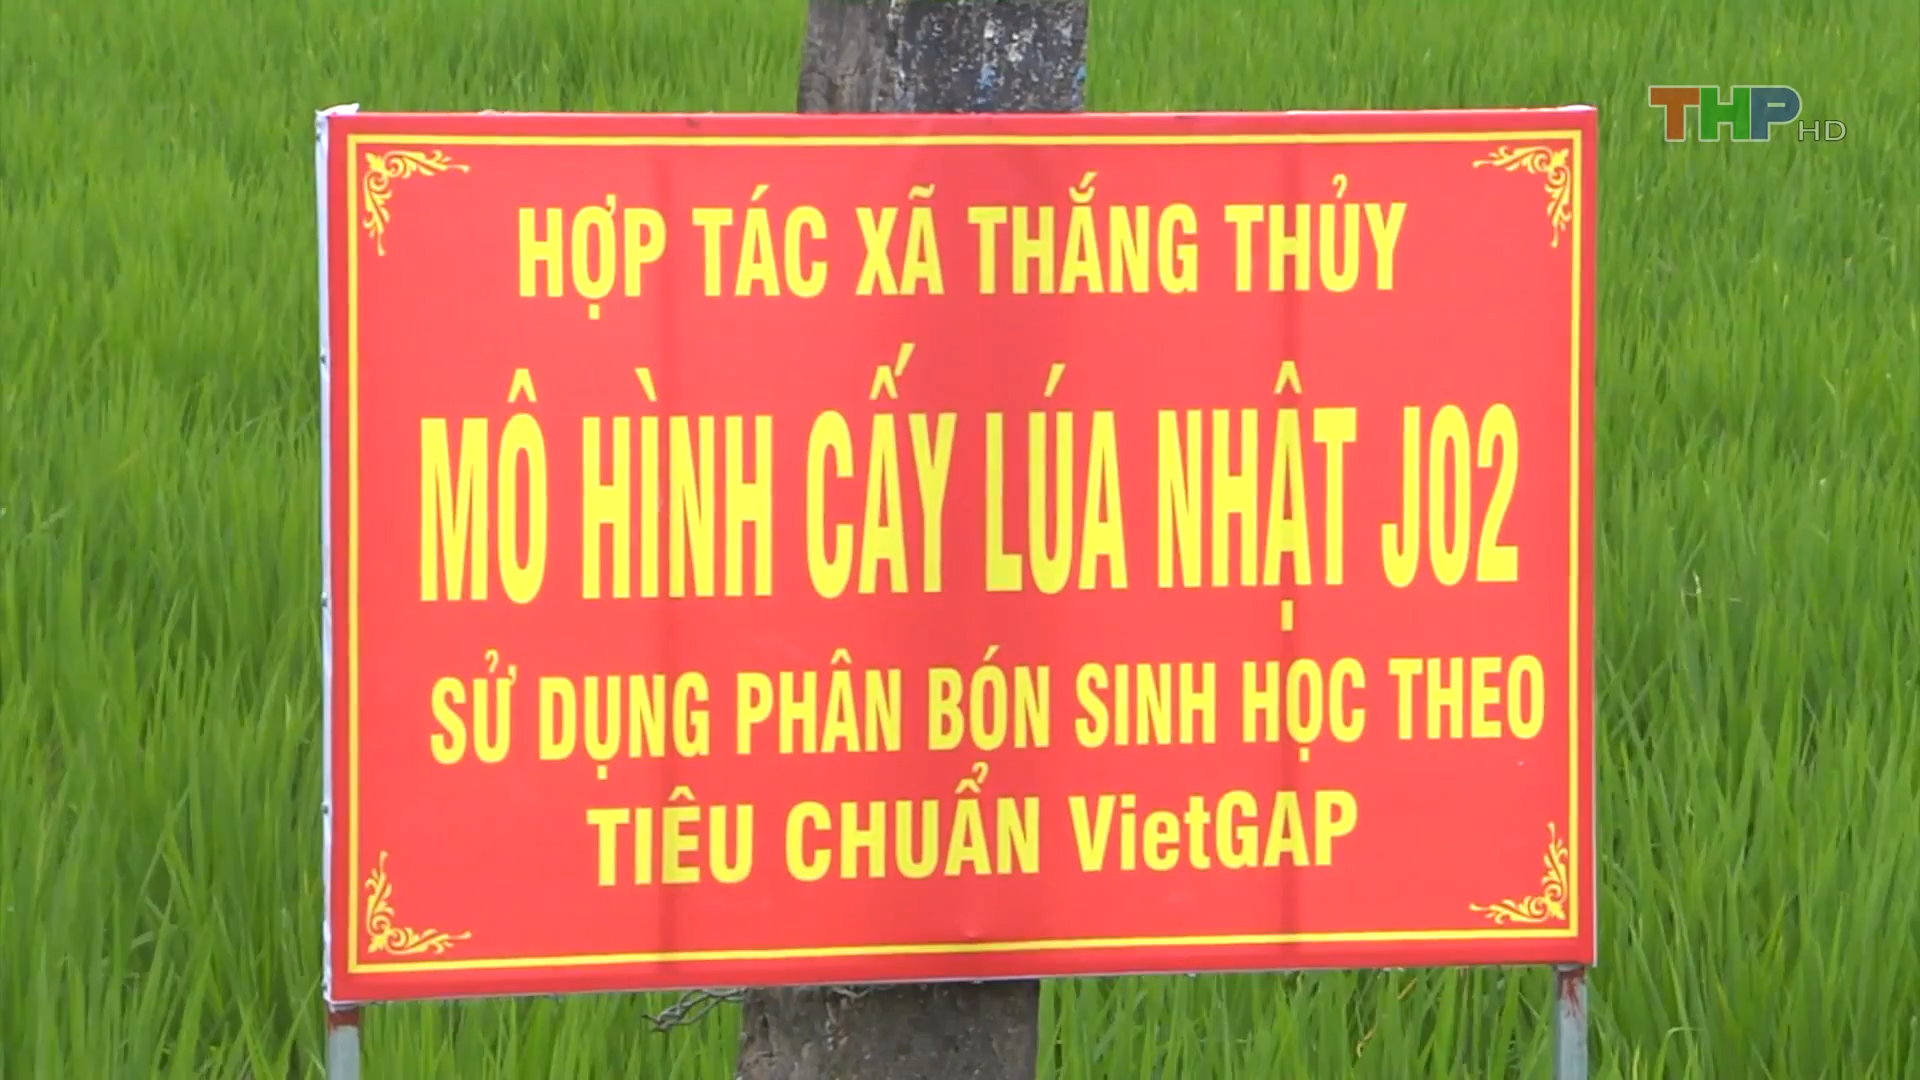 THP HD
HỢP TÁC XÃ THẮNG THỦY
MÔ HÌNH CẤY LÚA NHẬT J02
SỬ DỤNG PHÂN BÓN SINH HỌC THEO
TIÊU CHUẨN VietGAP